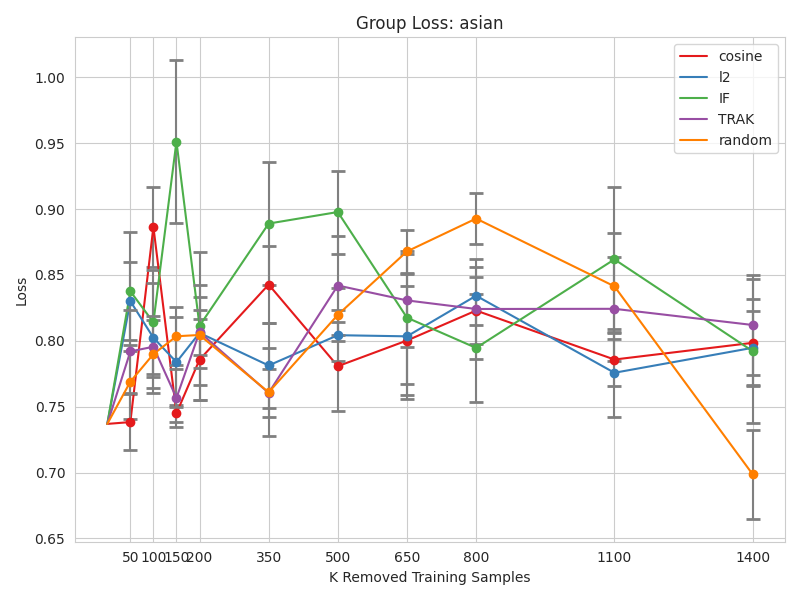 Group Loss: asian
cosine
l2
IF
TRAK
random
Loss
1.00
0.95
0.90
0.85
0.80
0.75
0.70
0.65
50 100 150 200 350 500 650 800 1100 1400
K Removed Training Samples